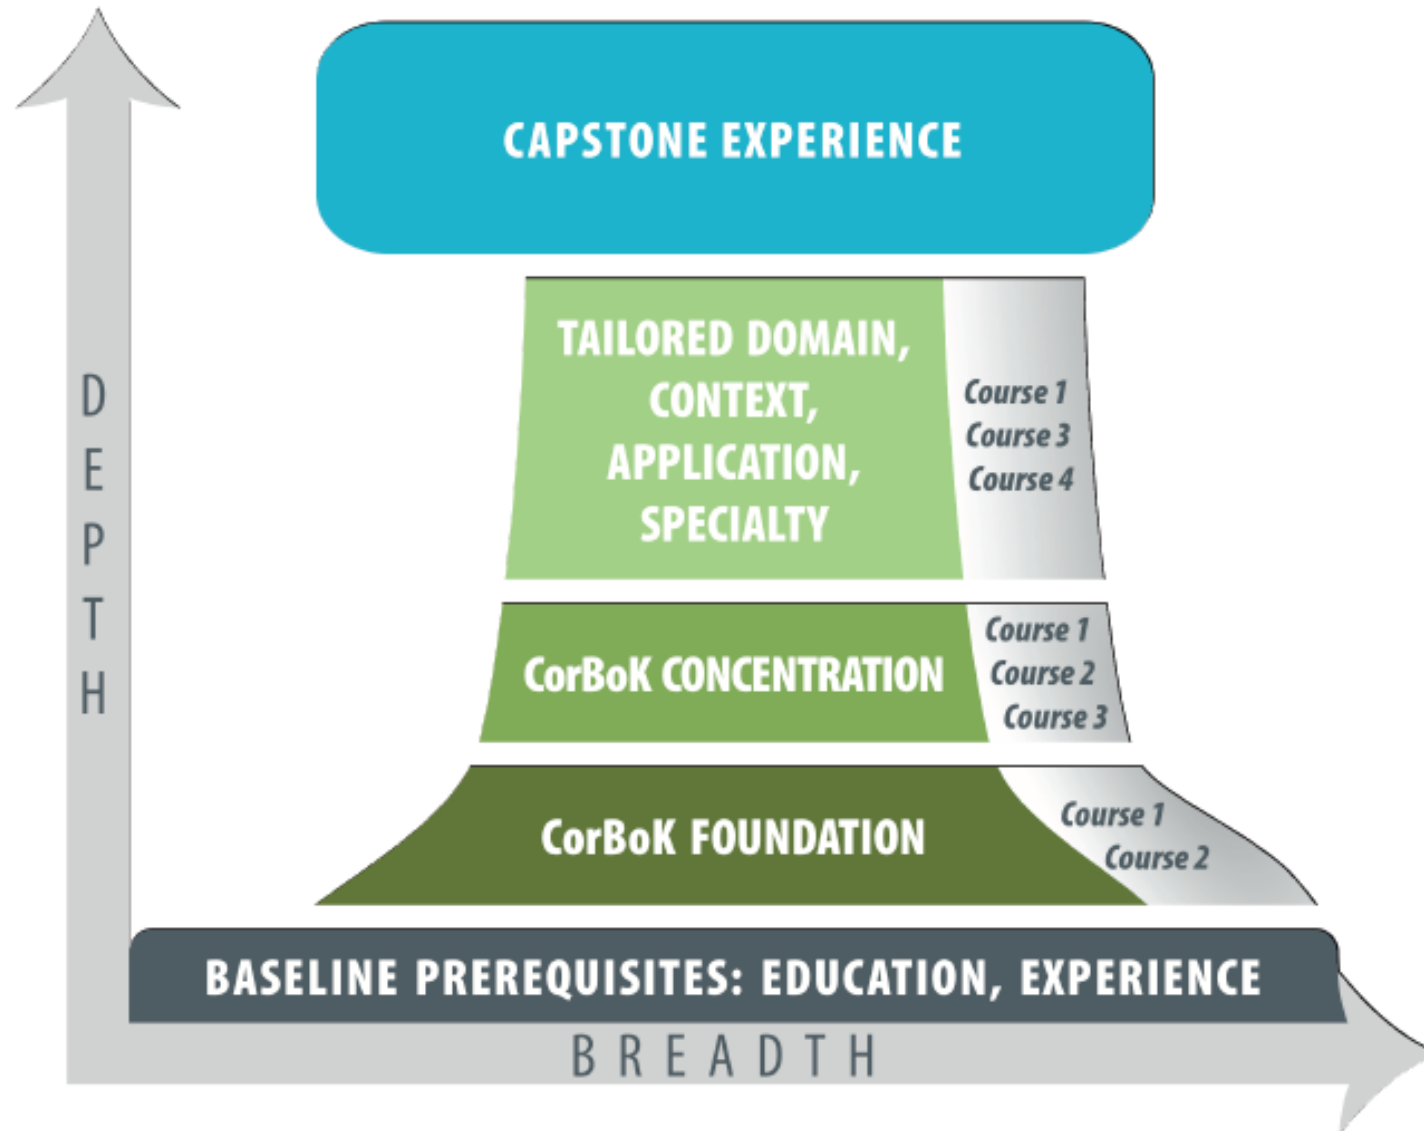 CAPSTONE EXPERIENCE
TAILORED DOMAIN,
CONTEXT,
APPLICATION,
SPECIALTY
Course 1
Course 3
Course 4
CorBoK CONCENTRATION
Course 1
Course 2
Course 3
CorBoK FOUNDATION
Course 1
Course 2
BASELINE PREREQUISITES: EDUCATION, EXPERIENCE
DEPTH
BREADTH